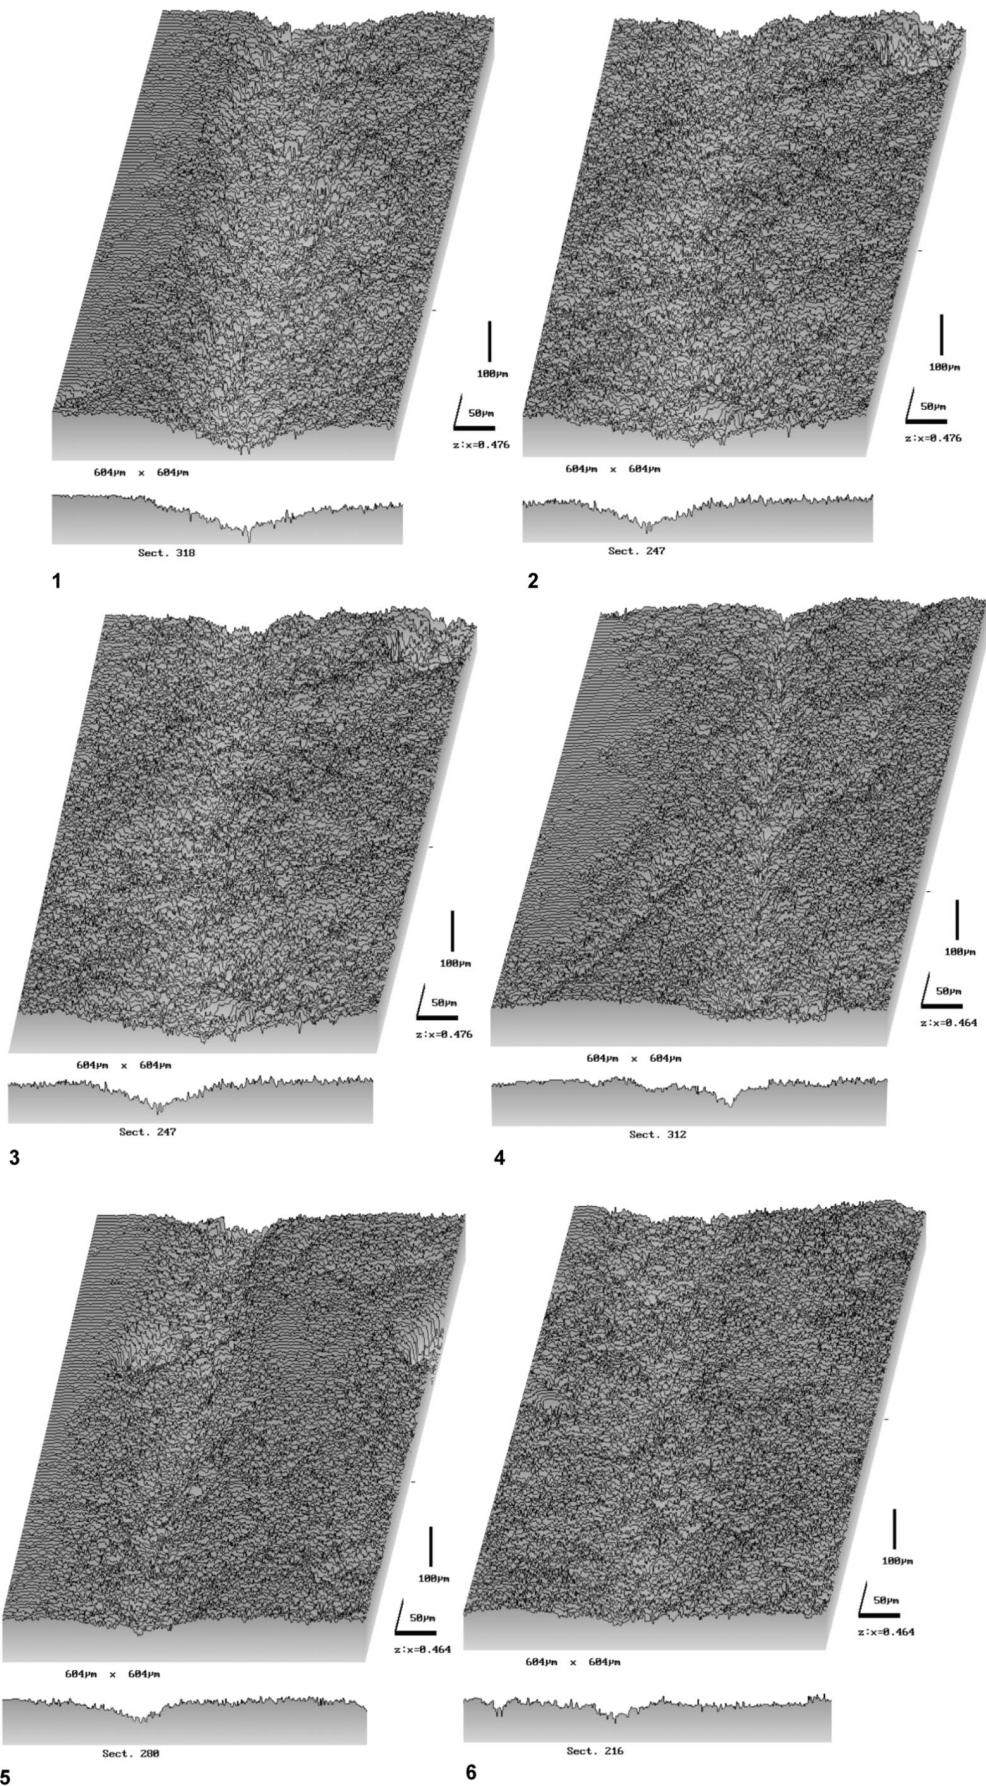 100µm
50µm
z:x=0.476
604µm x 604µm
Sect. 318
1
100µm
50µm
z:x=0.476
604µm x 604µm
Sect. 247
2
100µm
50µm
z:x=0.476
604µm x 604µm
Sect. 247
3
100µm
50µm
z:x=0.464
604µm x 604µm
Sect. 312
4
100µm
50µm
z:x=0.464
604µm x 604µm
Sect. 280
5
100µm
50µm
z:x=0.464
604µm x 604µm
Sect. 216
6